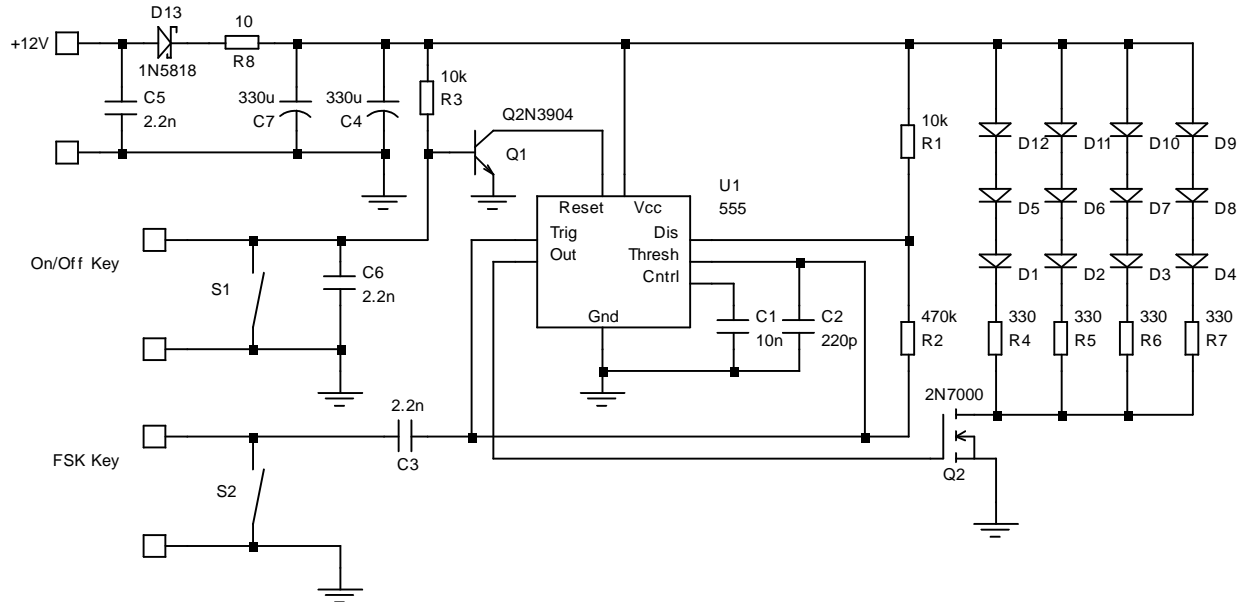 D13
10
+12V
1N5818
R8
C5
2.2n
330u
C7
330u
C4
10k
R3
Q2N3904
Q1
10k
R1
D12
D11
D10
D9
U1
555
Reset
Vcc
Trig
Dis
Out
Thresh
Cntrl
Gnd
D5
D6
D7
D8
On/Off Key
S1
C6
2.2n
D1
D2
D3
D4
C1
10n
C2
220p
470k
R2
330
R4
330
R5
330
R6
330
R7
2.2n
C3
2N7000
Q2
FSK Key
S2